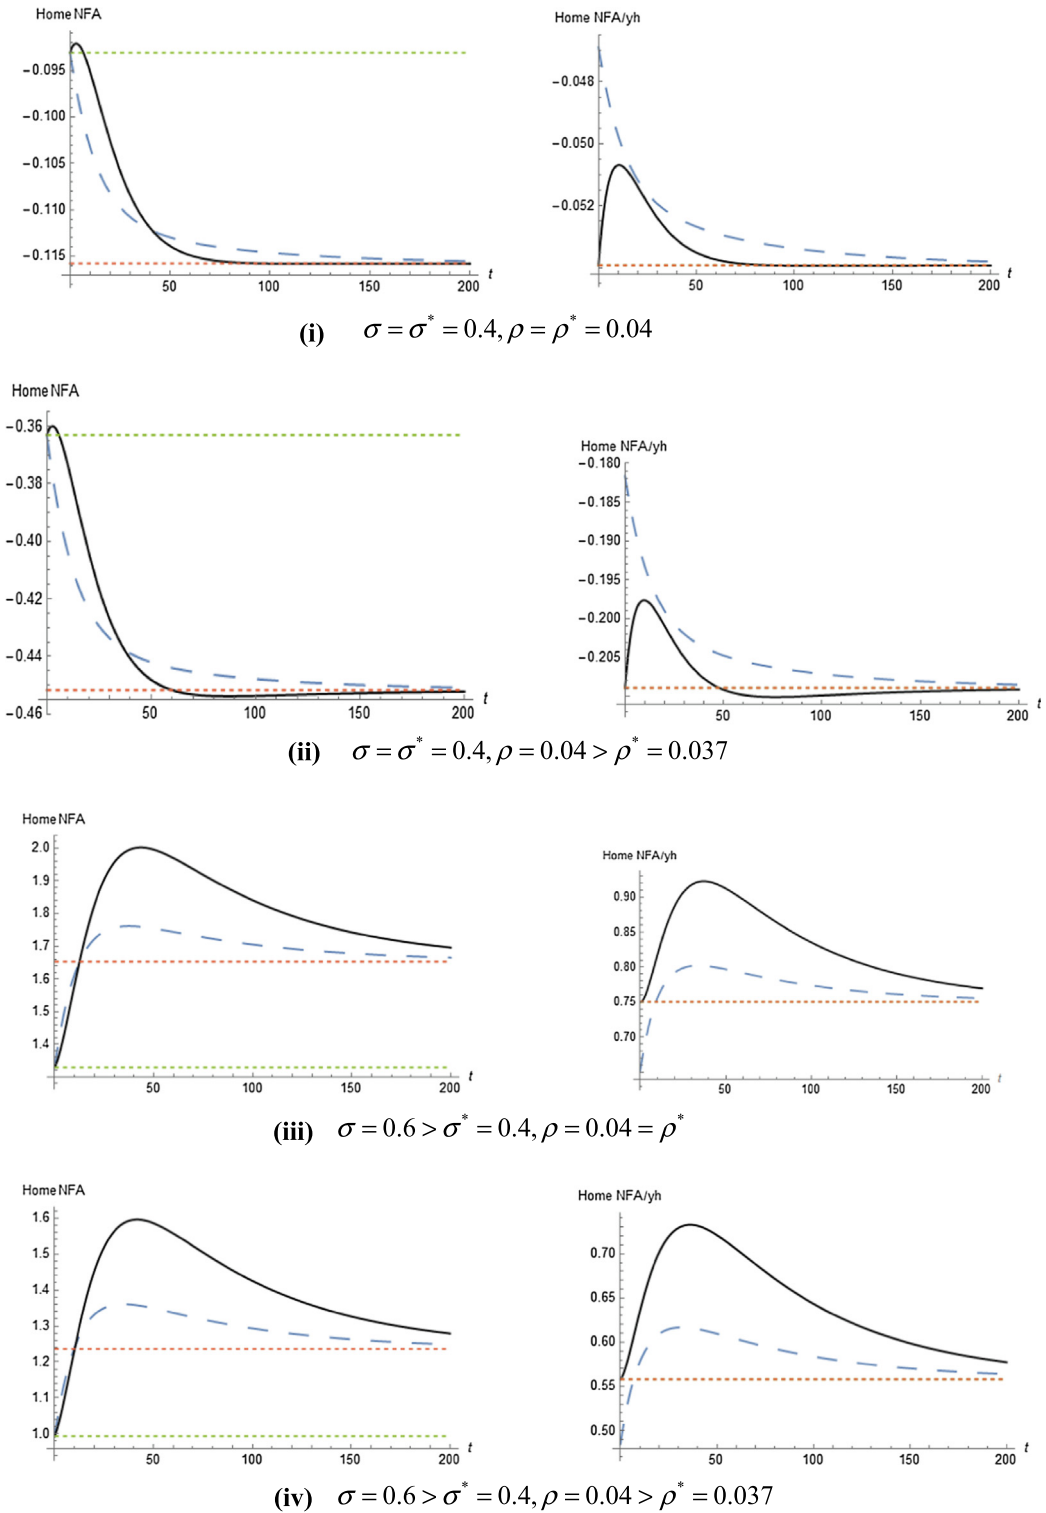 Home NFA
Home NFA/yh
−0.095
−0.100
−0.105
−0.110
−0.115
50 100 150 200 t
−0.048
−0.050
−0.052
50 100 150 200 t
(i) σ = σ* = 0.4, ρ = ρ* = 0.04
Home NFA
Home NFA/yh
−0.36
−0.38
−0.40
−0.42
−0.44
−0.46
50 100 150 200 t
−0.180
−0.185
−0.190
−0.195
−0.200
−0.205
50 100 150 200 t
(ii) σ = σ* = 0.4, ρ = 0.04 > ρ* = 0.037
Home NFA
Home NFA/yh
2.0
1.9
1.8
1.7
1.6
1.5
1.4
50 100 150 200 t
0.90
0.85
0.80
0.75
0.70
50 100 150 200 t
(iii) σ = 0.6 > σ* = 0.4, ρ = 0.04 = ρ*
Home NFA
Home NFA/yh
1.6
1.5
1.4
1.3
1.2
1.1
1.0
50 100 150 200 t
0.70
0.65
0.60
0.55
0.50
50 100 150 200 t
(iv) σ = 0.6 > σ* = 0.4, ρ = 0.04 > ρ* = 0.037